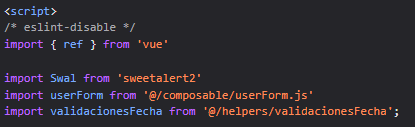 <script>
/* eslint-disable */
import { ref } from 'vue'
import Swal from 'sweetalert2'
import userForm from '@/composable/userForm.js'
import validacionesFecha from '@/helpers/validacionesFecha';